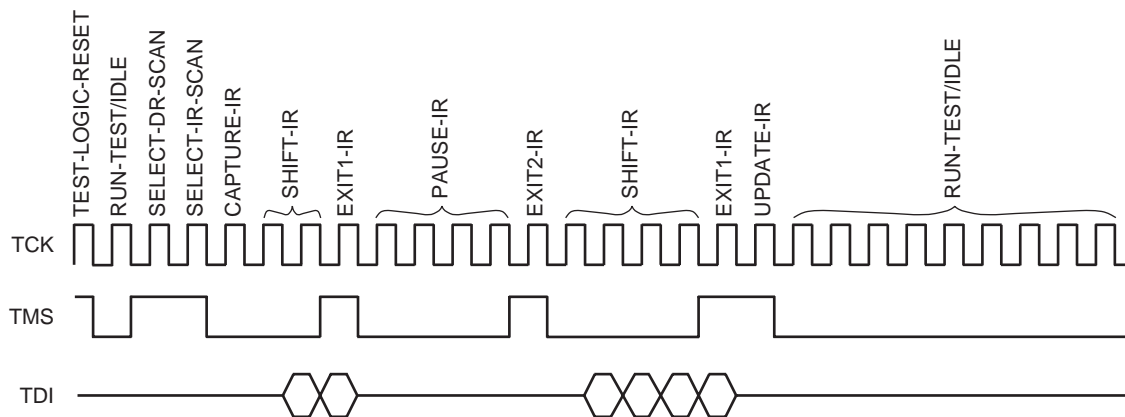 TEST-LOGIC-RESET
RUN-TEST/IDLE
SELECT-DR-SCAN
SELECT-IR-SCAN
CAPTURE-IR
SHIFT-IR
EXIT1-IR
PAUSE-IR
EXIT2-IR
SHIFT-IR
EXIT1-IR
UPDATE-IR
RUN-TEST/IDLE
TCK
TMS
TDI